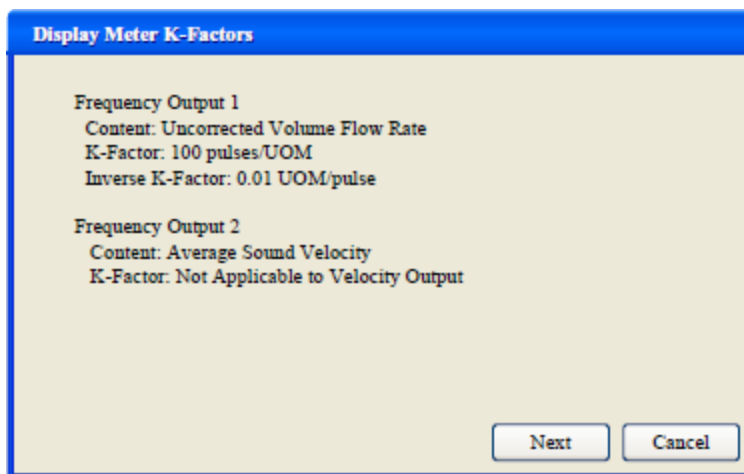 Display Meter K-Factors
Frequency Output 1
Content: Uncorrected Volume Flow Rate
K-Factor: 100 pulses/UOM
Inverse K-Factor: 0.01 UOM/pulse
Frequency Output 2
Content: Average Sound Velocity
K-Factor: Not Applicable to Velocity Output
Next Cancel